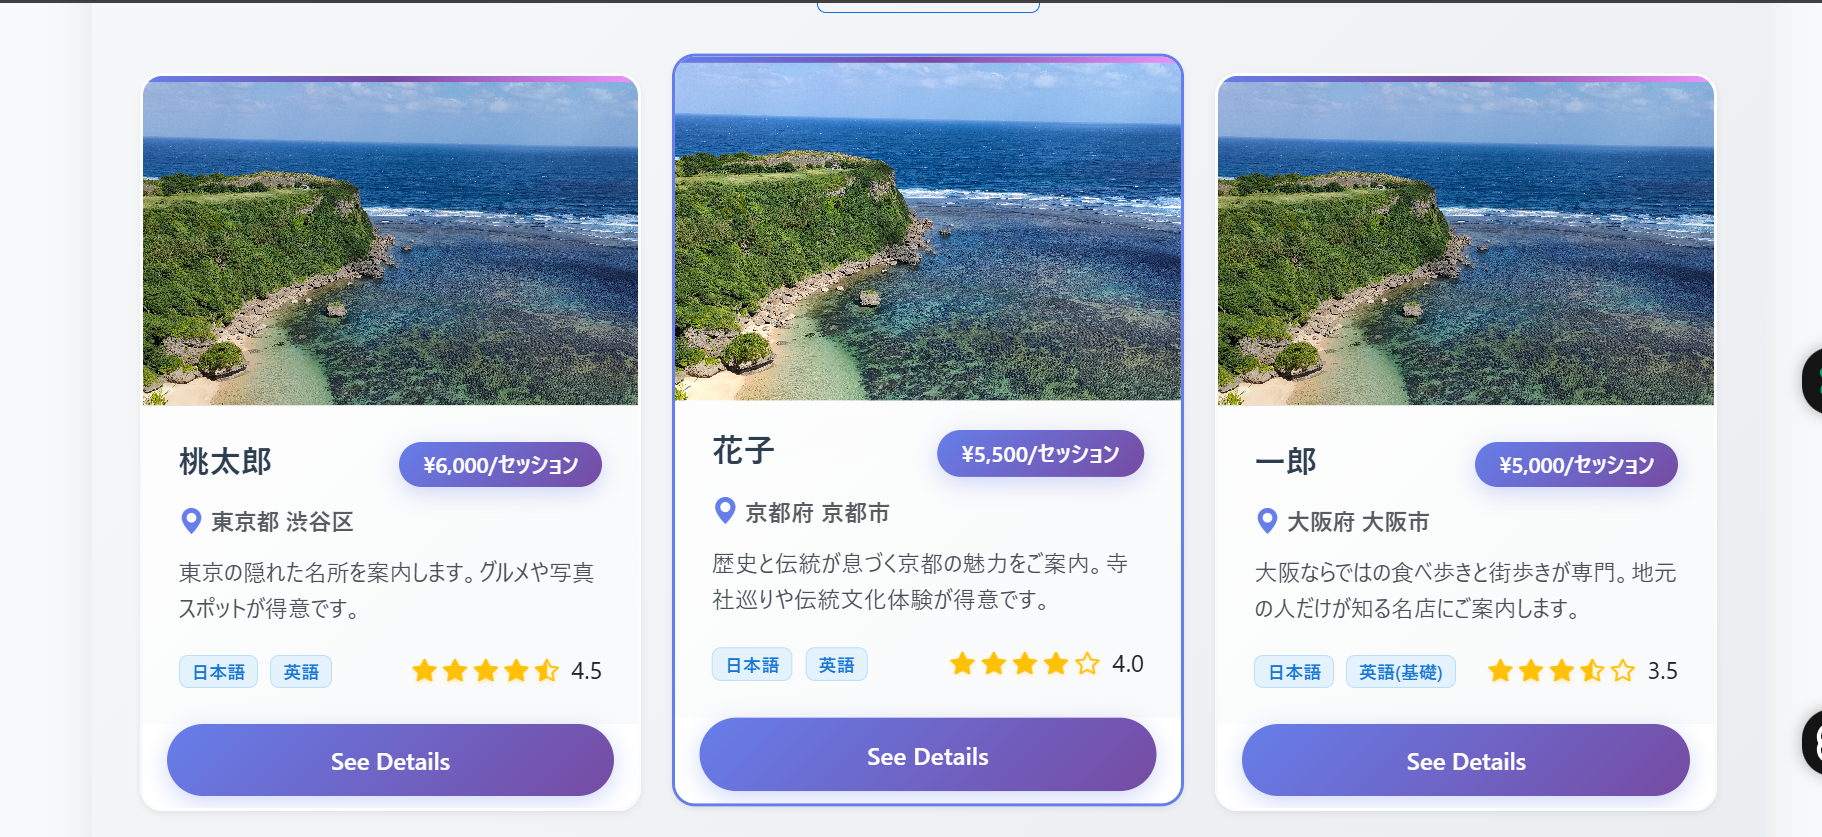 桃太郎
¥6,000/セッション
東京都 渋谷区
東京の隠れた名所を案内します。グルメや写真
スポットが得意です。
日本語
英語
4.5
See Details
花子
¥5,500/セッション
京都府 京都市
歴史と伝統が息づく京都の魅力をご案内。寺
社巡りや伝統文化体験が得意です。
日本語
英語
4.0
See Details
一郎
¥5,000/セッション
大阪府 大阪市
大阪ならではの食べ歩きと街歩きが専門。地元
の人だけが知る名店にご案内します。
日本語
英語(基礎)
3.5
See Details